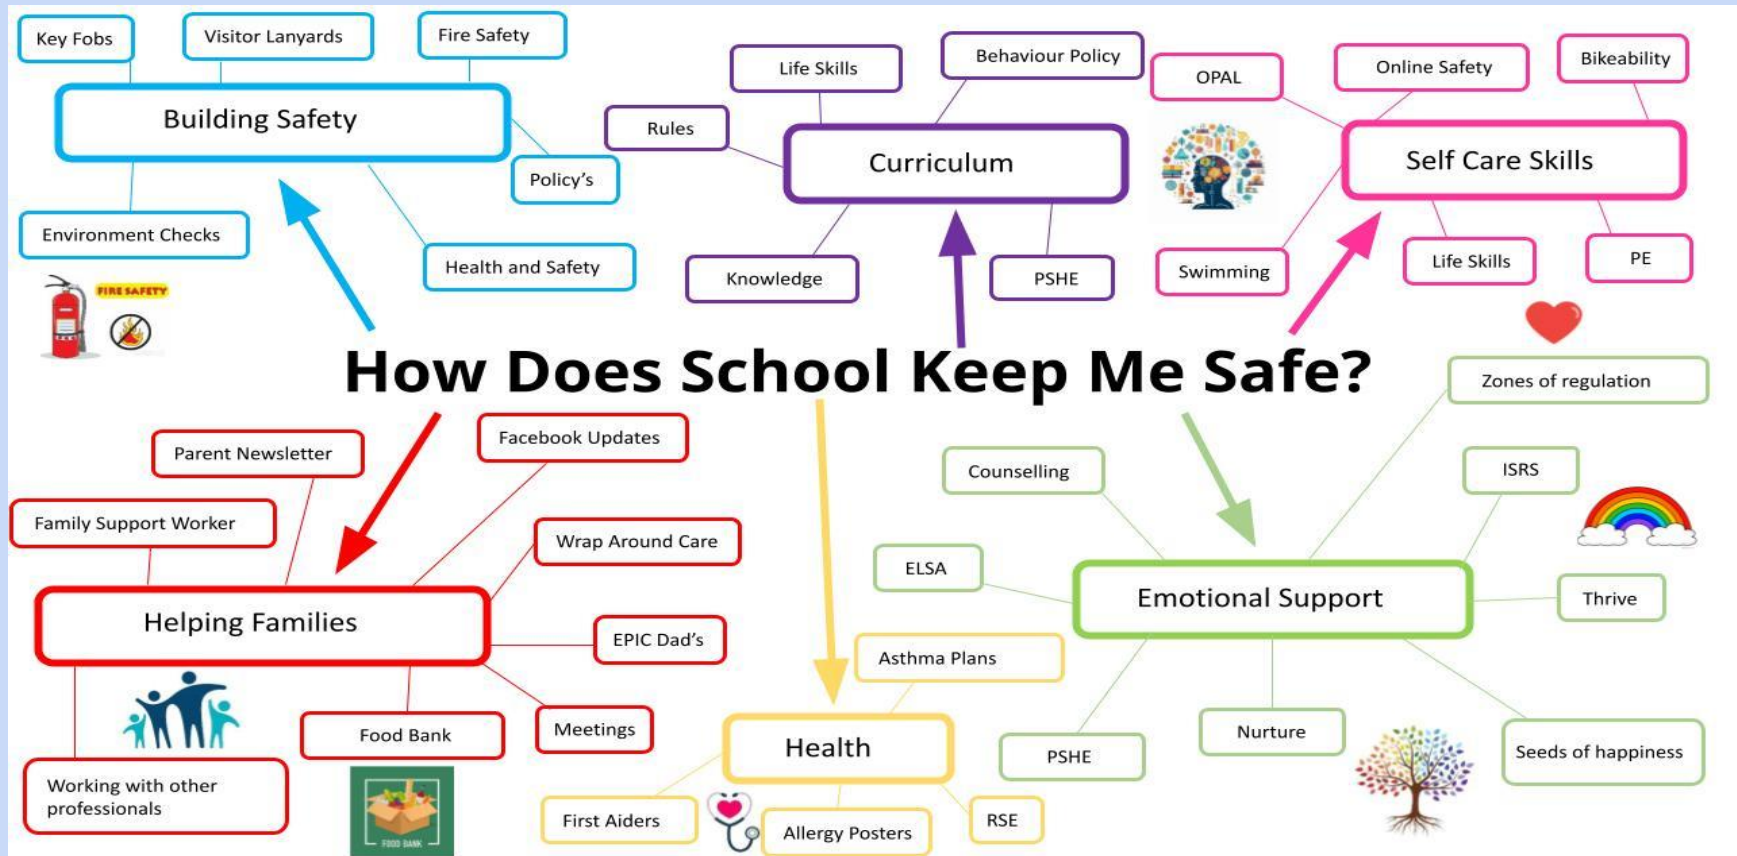 Key Fobs
Visitor Lanyards
Fire Safety
Building Safety
Policy's
Environment Checks
Health and Safety
FIRE SAFETY
Life Skills
Behaviour Policy
Rules
Curriculum
Knowledge
PSHE
OPAL
Online Safety
Bikeability
Self Care Skills
Swimming
Life Skills
PE
How Does School Keep Me Safe?
Parent Newsletter
Facebook Updates
Family Support Worker
Wrap Around Care
Helping Families
EPIC Dad's
Food Bank
Meetings
Working with other
professionals
FOOD BANK
Asthma Plans
Health
First Aiders
Allergy Posters
RSE
Zones of regulation
Counselling
ISRS
ELSA
Emotional Support
Thrive
PSHE
Nurture
Seeds of happiness